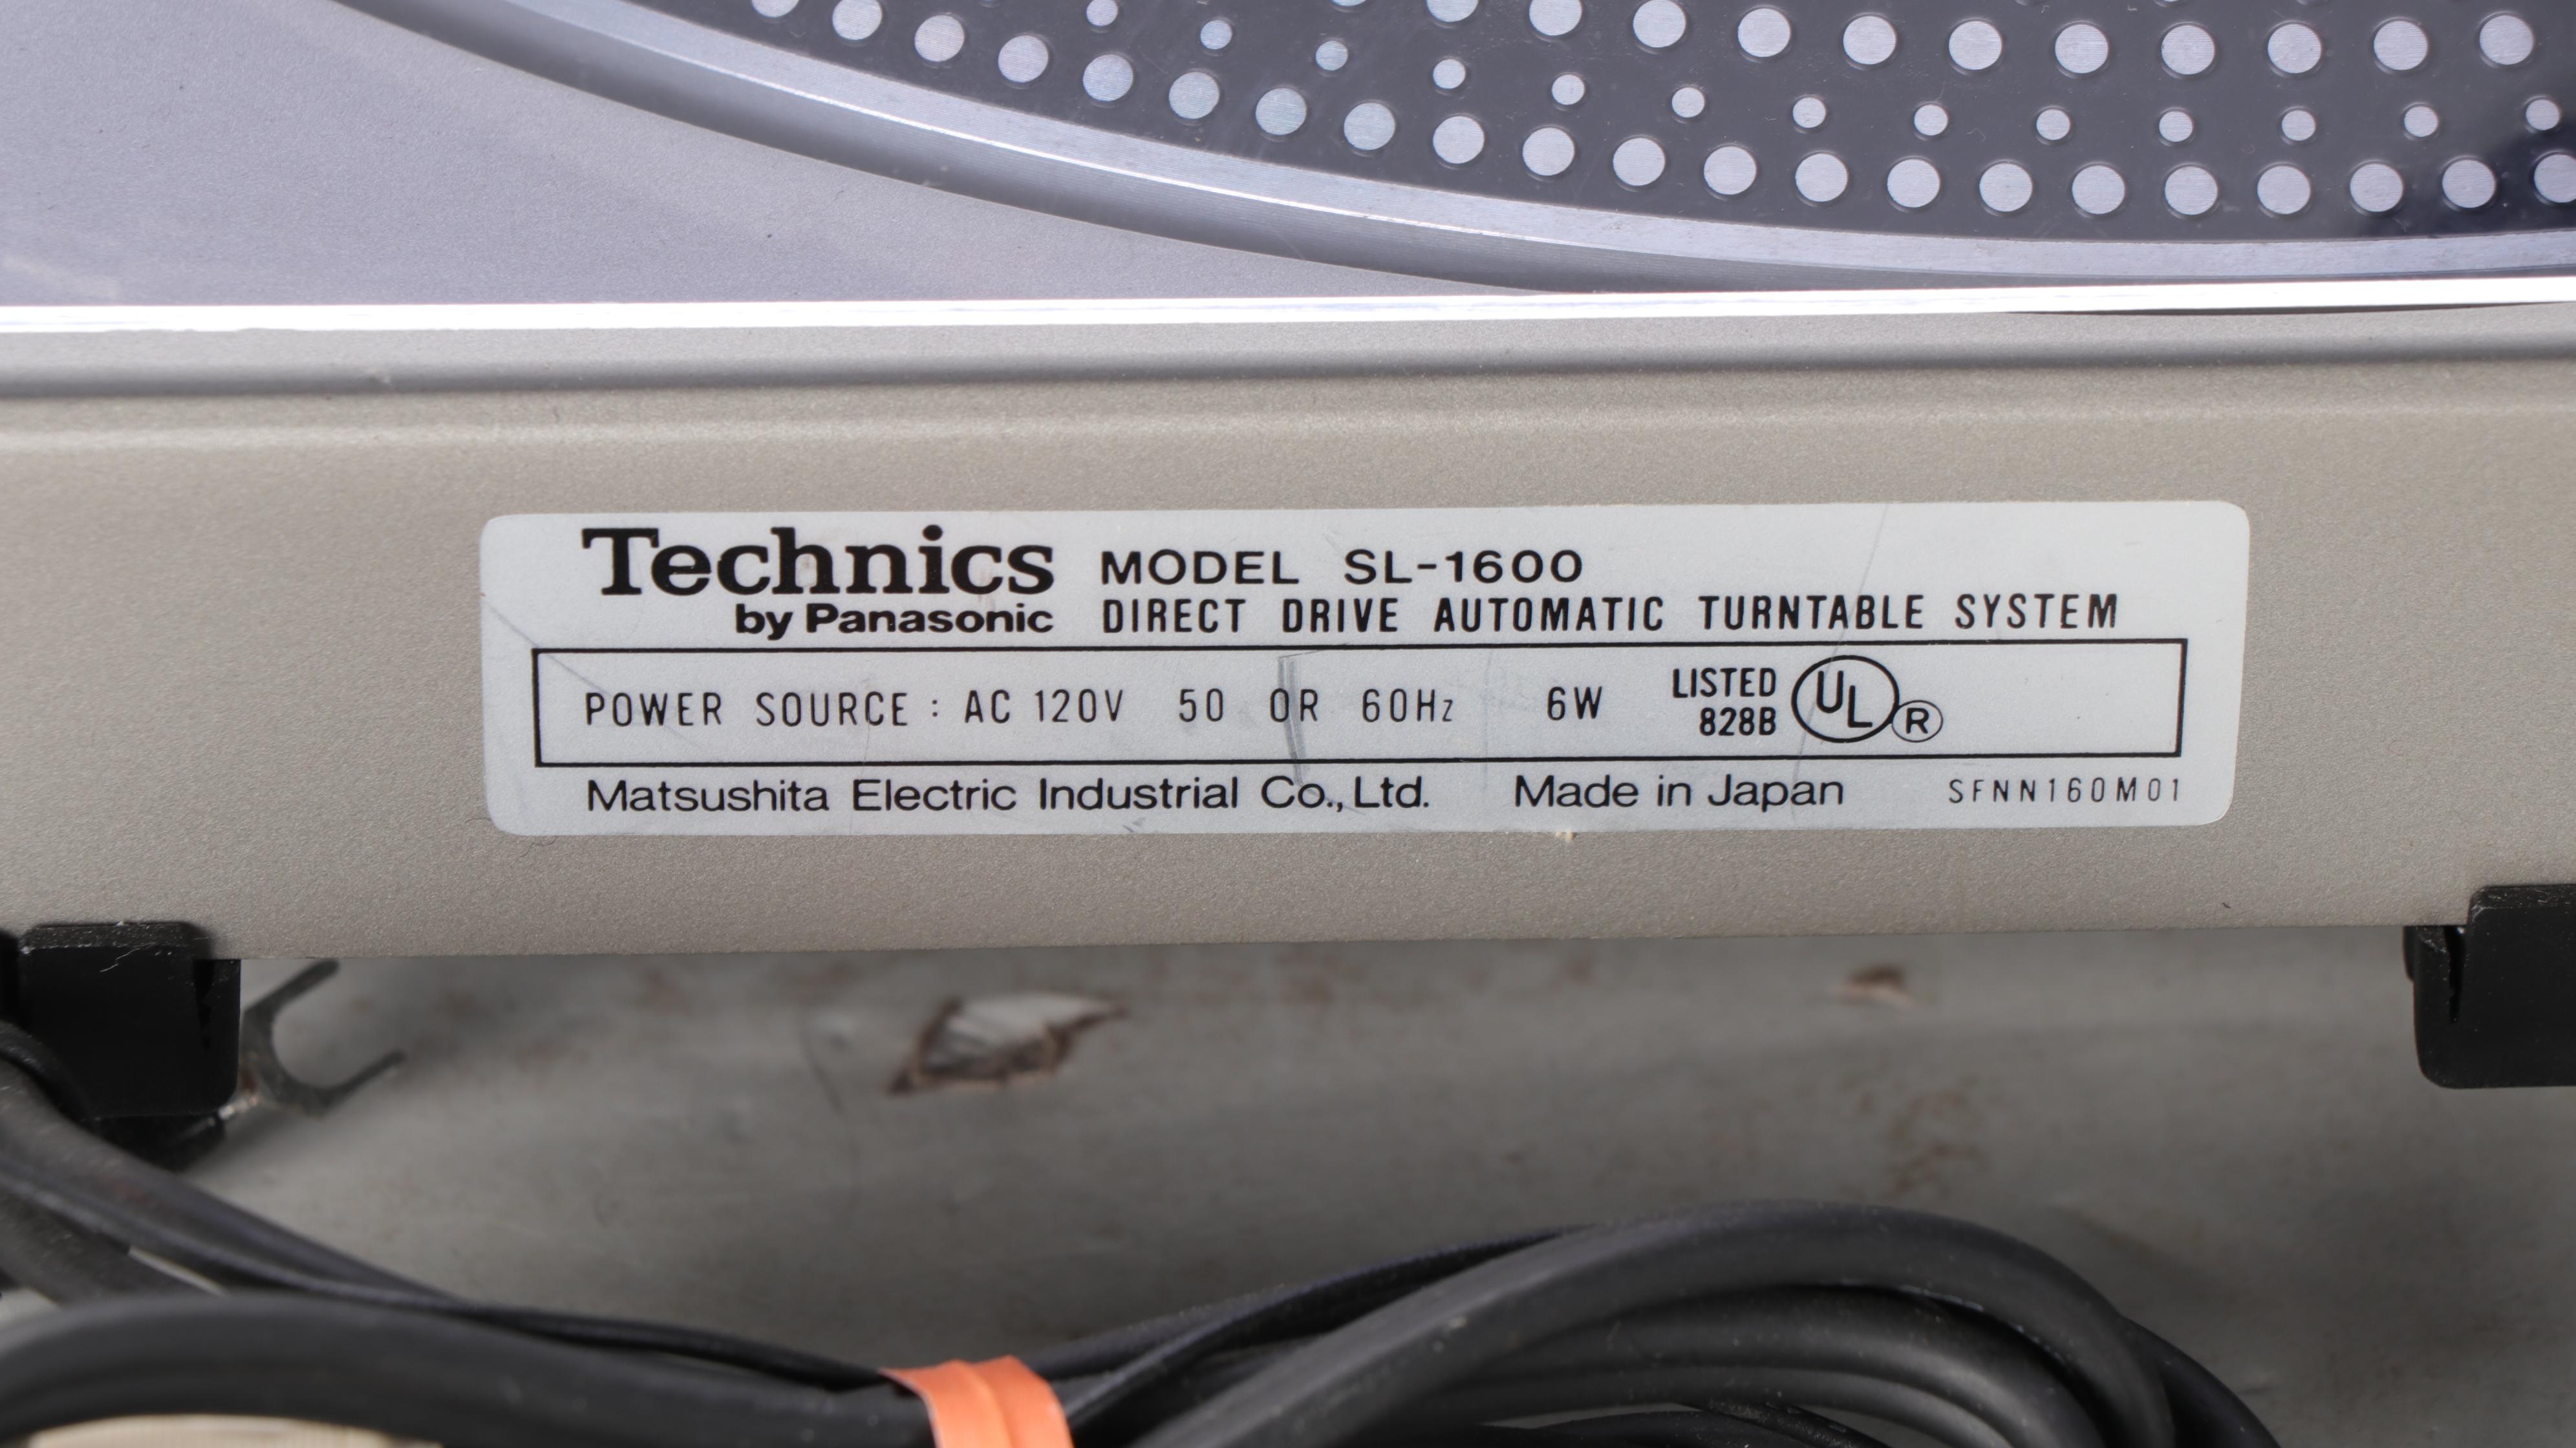 Technics MODEL SL-1600
by Panasonic DIRECT DRIVE AUTOMATIC TURNTABLE SYSTEM
POWER SOURCE : AC 120V 50 OR 60Hz 6W LISTED 828B UL ®
Matsushita Electric Industrial Co., Ltd. Made in Japan SFNN160M01